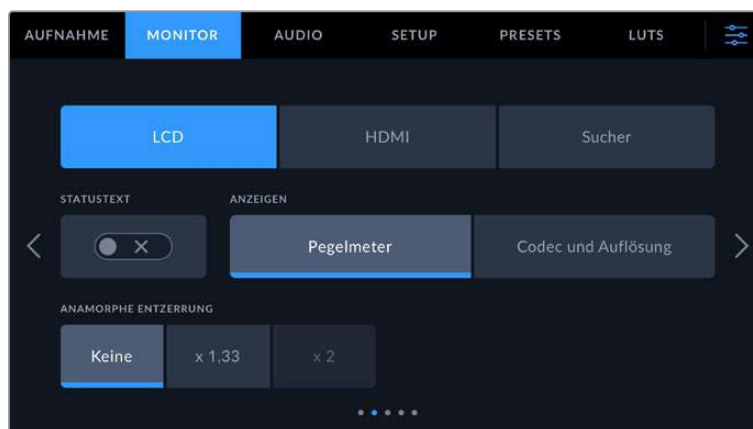 AUFNAHME MONITOR AUDIO SETUP PRESETS LUTS
LCD HDMI Sucher
STATUSTEXT ANZEIGEN
Pegelmeter Codec und Auflösung
ANAMORPHE ENTZERRUNG
Keine x 1,33 x 2